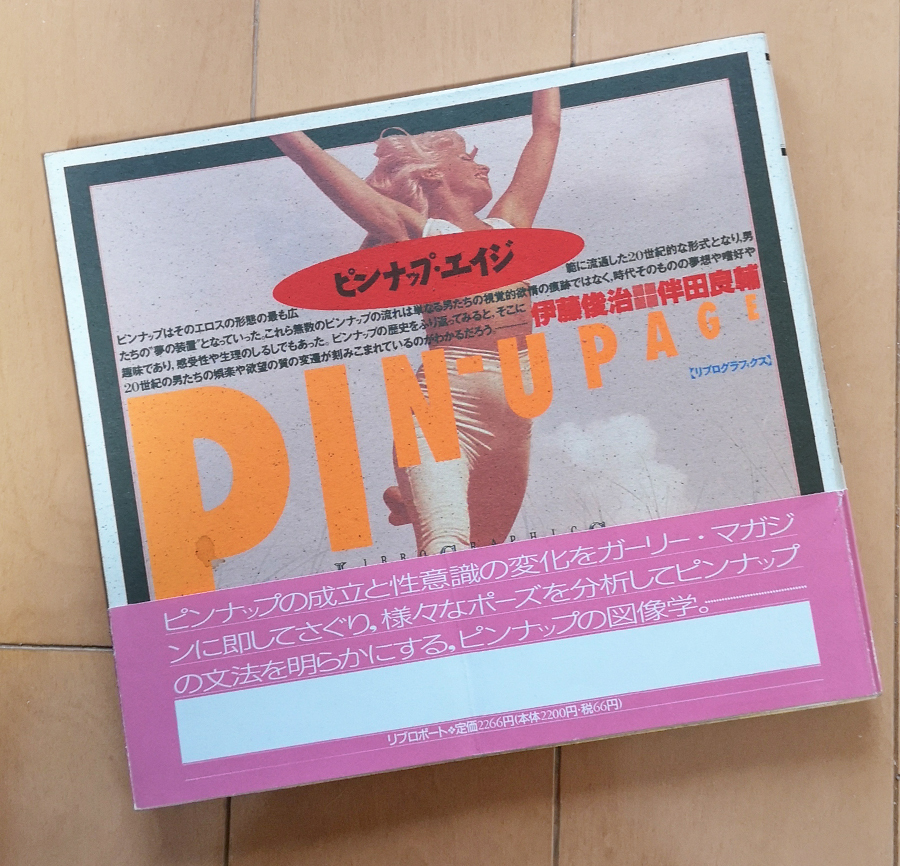 ピンナップ・エイジ
ピンナップはそのエロスの形態の最も広範に流通した20世紀的な形式となり,男
たちの“夢の装置”となっていった。これら無数のピンナップの流れは単なる男たちの視覚的欲情の痕跡ではなく、時代そのものの夢想や嗜好や
趣味であり、感受性や生理のしるしでもあった。ピンナップの歴史をふり返ってみると、そこに
20世紀の男たちの娯楽や欲望の質の変遷が刻みこまれているのがわかるだろう。——
伊藤俊治 伴田良輔
PIN-UP AGE
【リブログラフィックス】
LIBRO GRAPHICS
ピンナップの成立と性意識の変化をガーリー・マガジ
ンに即してさぐり,様々なポーズを分析してピンナップ
の文法を明らかにする,ピンナップの図像学。
リブロポート❖定価2266円(本体2200円・税66円)